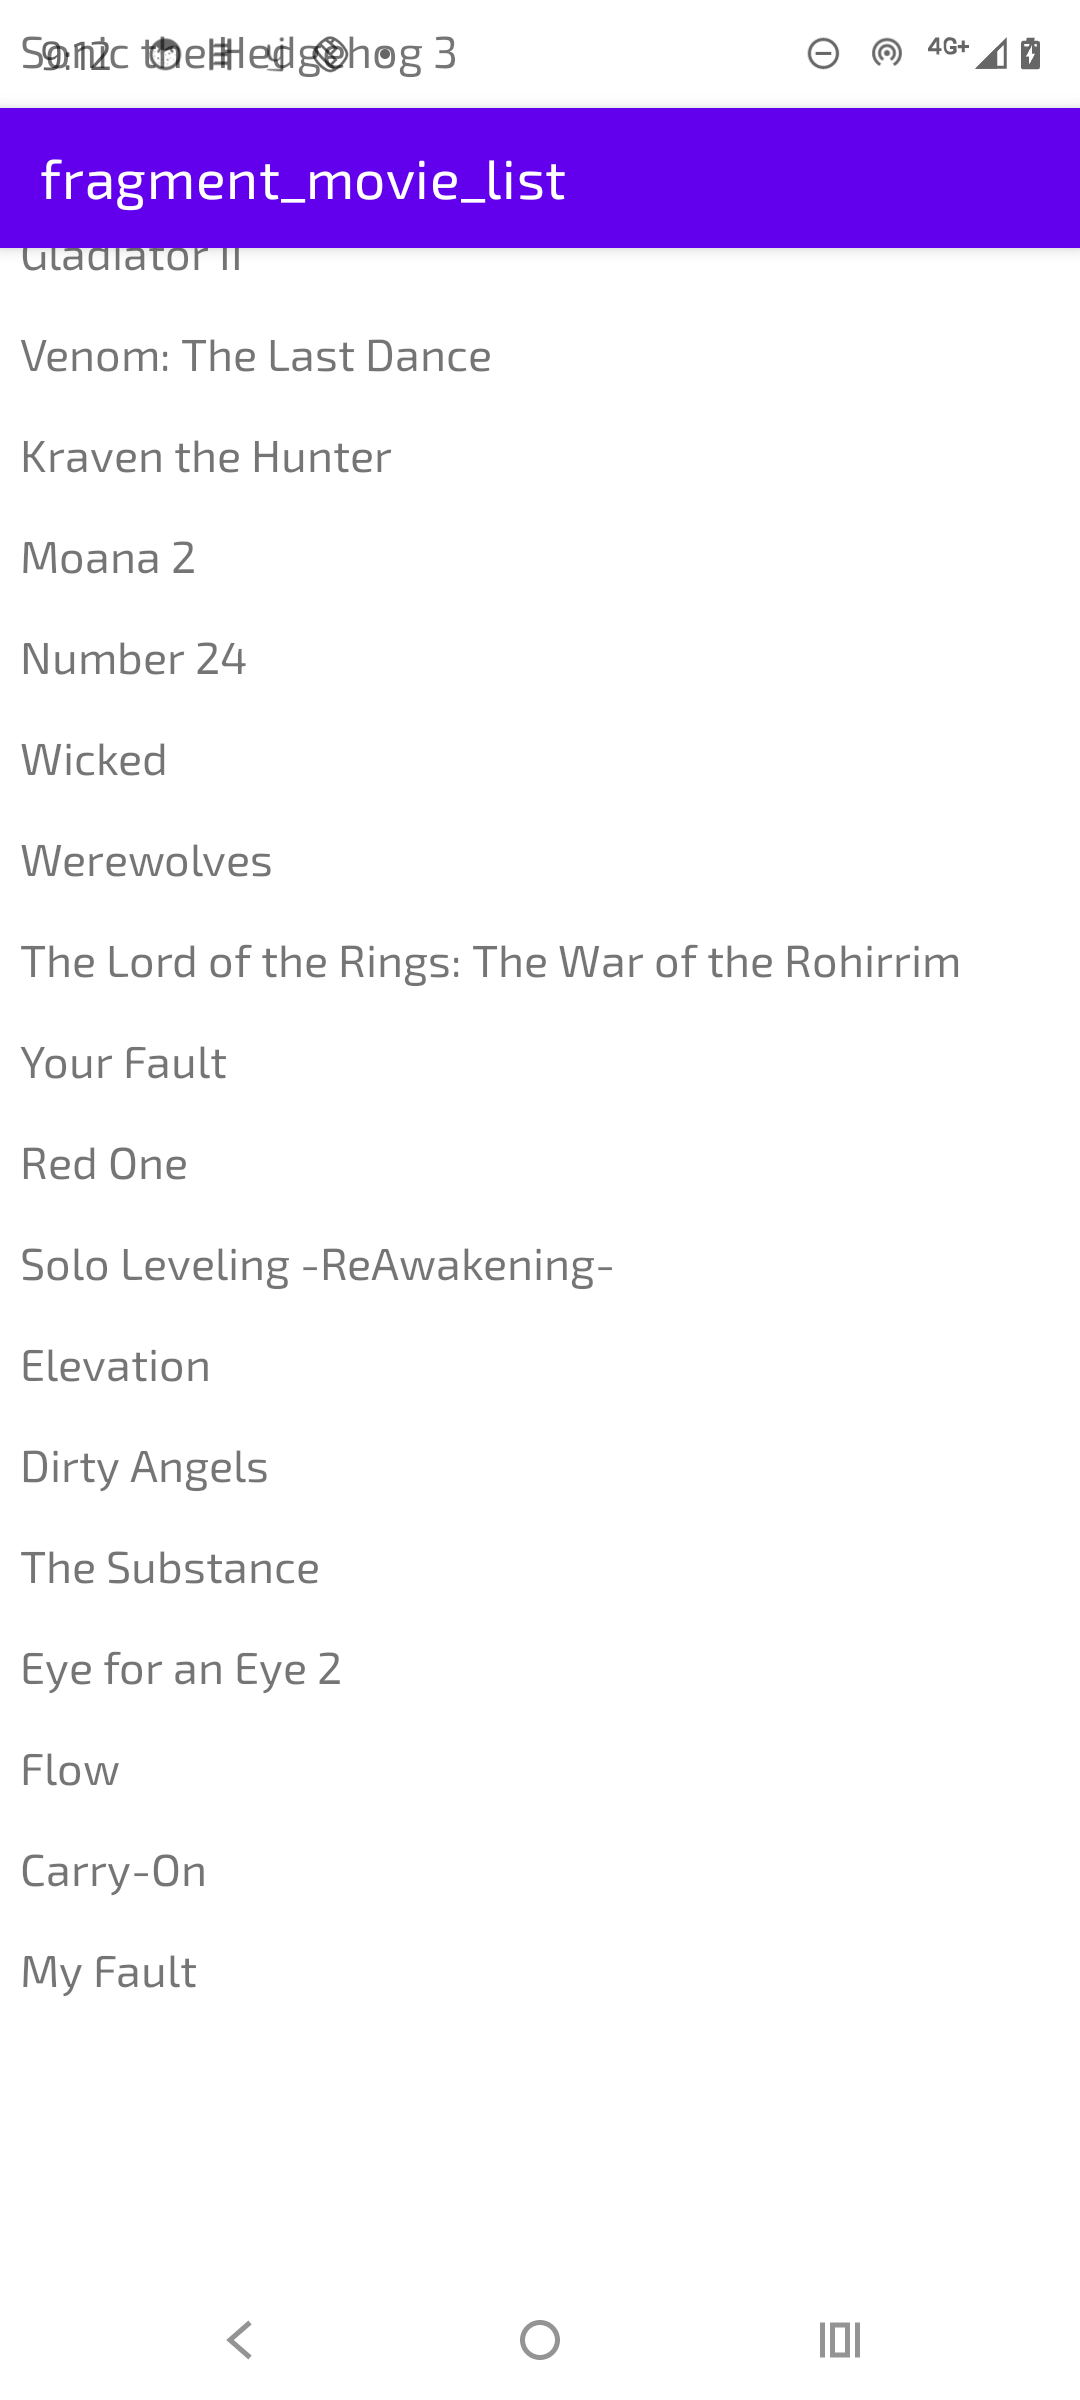 Sonic the Hedgehog 3
9:12
4G+
fragment_movie_list
Gladiator II
Venom: The Last Dance
Kraven the Hunter
Moana 2
Number 24
Wicked
Werewolves
The Lord of the Rings: The War of the Rohirrim
Your Fault
Red One
Solo Leveling -ReAwakening-
Elevation
Dirty Angels
The Substance
Eye for an Eye 2
Flow
Carry-On
My Fault